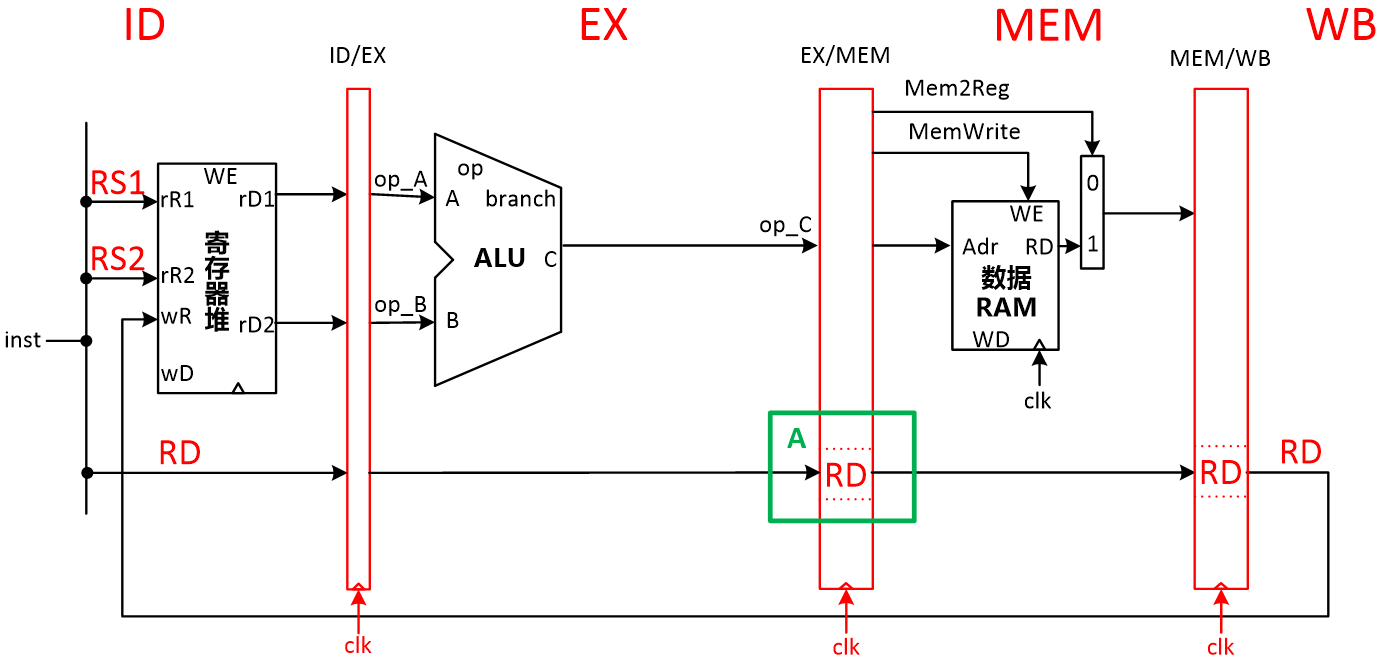 ID
EX
MEM
WB
ID/EX
EX/MEM
MEM/WB
Mem2Reg
MemWrite
RS1
RS2
inst
WE
rR1
rD1
rR2
wR
rD2
wD
寄存器堆
RD
op_A
op_B
op
A
branch
ALU
C
B
op_C
WE
Adr
RD
数据
RAM
WD
clk
0
1
A
RD
RD
RD
clk
clk
clk